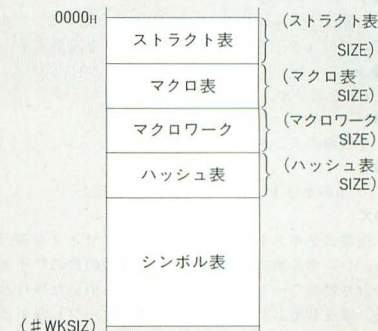 0000H
ストラクト表
(ストラクト表
SIZE)
マクロ表
(マクロ表
SIZE)
マクロワーク
(マクロワーク
SIZE)
ハッシュ表
(ハッシュ表
SIZE)
シンボル表
(#WKSIZ)